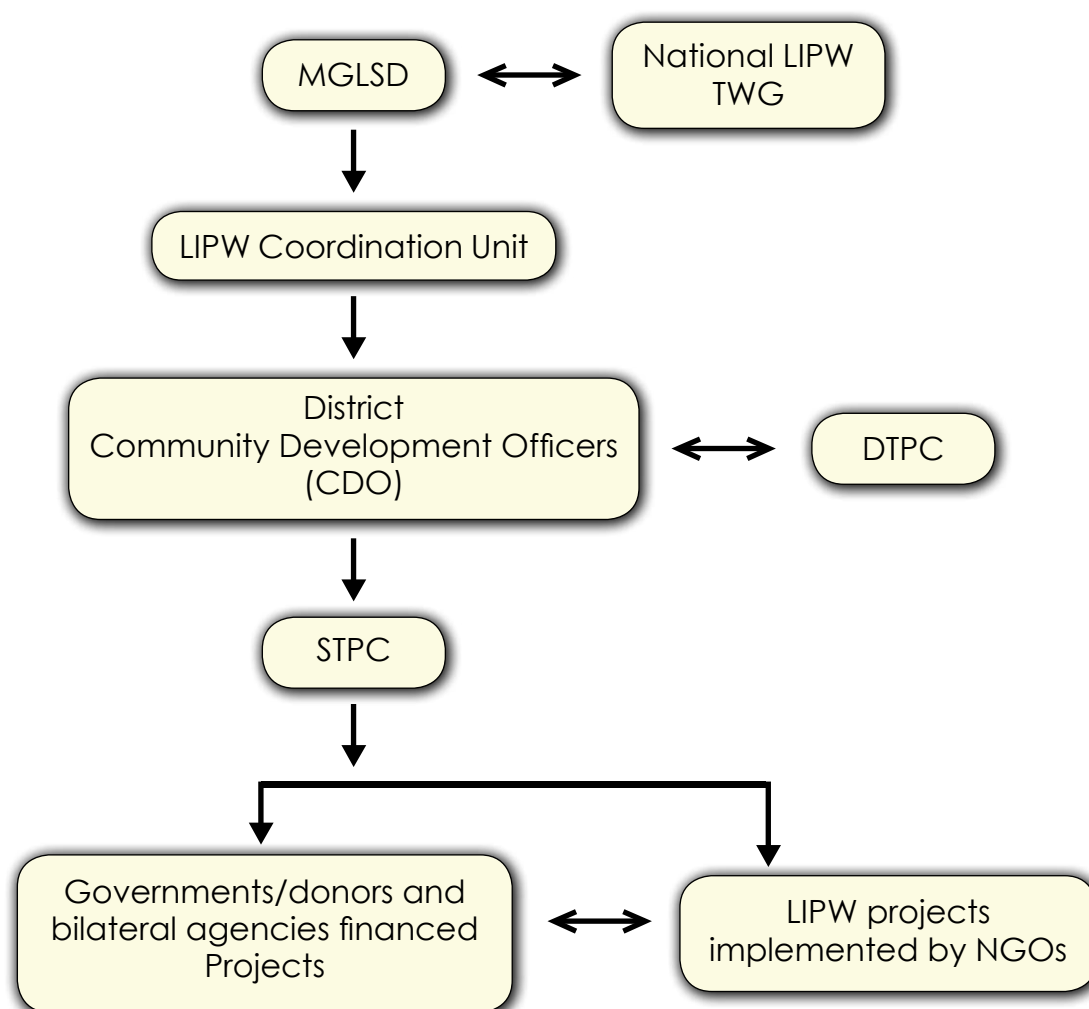 MGLSD
National LIPW
TWG
LIPW Coordination Unit
District
Community Development Officers
(CDO)
DTPC
STPC
Governments/donors and
bilateral agencies financed
Projects
LIPW projects
implemented by NGOs